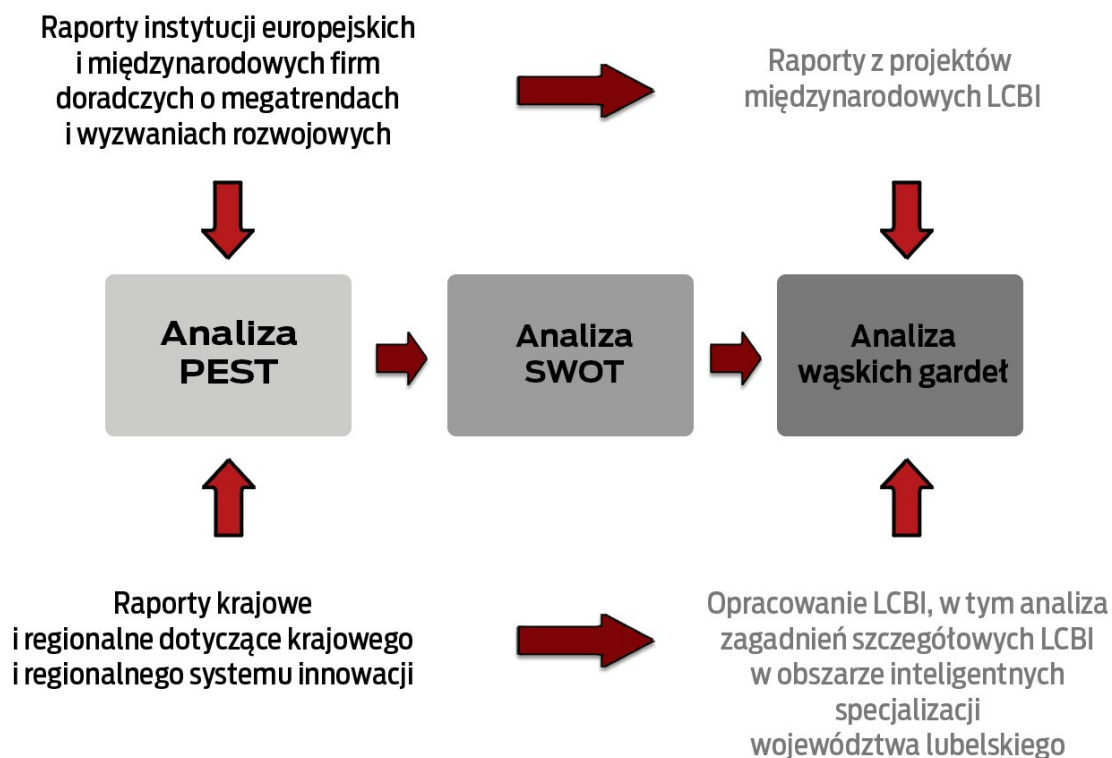 Raporty instytucji europejskich
i międzynarodowych firm
doradczych o megatrendach
i wyzwaniach rozwojowych
Raporty z projektów
międzynarodowych LCBI
Analiza
PEST
Analiza
SWOT
Analiza
wąskich gardeł
Raporty krajowe
i regionalne dotyczące krajowego
i regionalnego systemu innowacji
Opracowanie LCBI, w tym analiza
zagadnień szczegółowych LCBI
w obszarze inteligentnych
specjalizacji
województwa lubelskiego